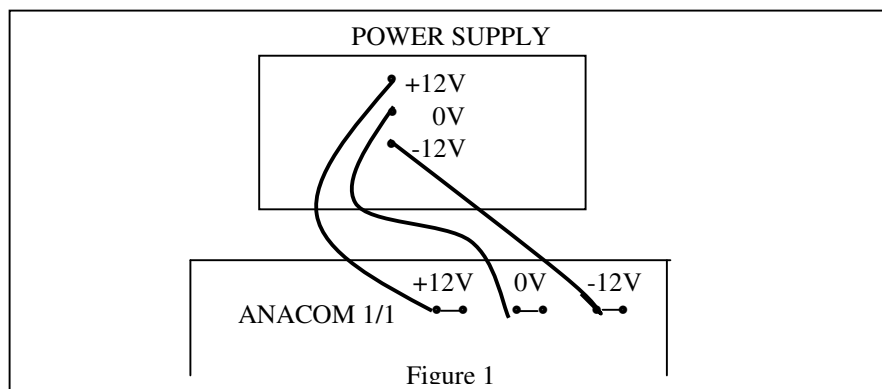 POWER SUPPLY
+12V
0V
-12V
+12V 0V -12V
ANACOM 1/1
Figure 1